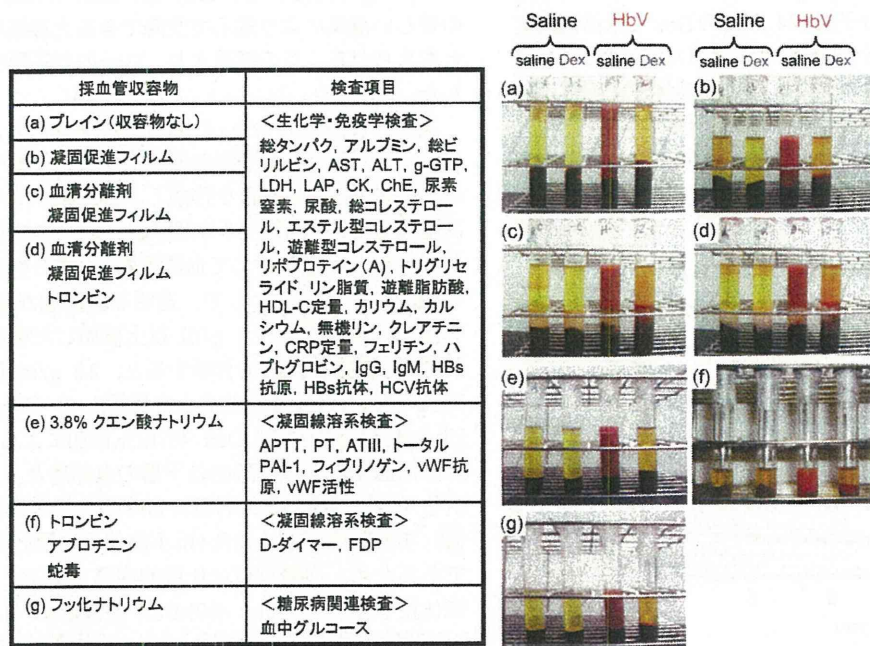 採血管収容物
検査項目
(a) プレイン(収容物なし)
(b) 凝固促進フィルム
(c) 血清分離剤
凝固促進フィルム
(d) 血清分離剤
凝固促進フィルム
トロンビン
<生化学・免疫学検査>
総タンパク, アルブミン, 総ビ
リルビン, AST, ALT, g-GTP,
LDH, LAP, CK, ChE, 尿素
窒素, 尿酸, 総コレステロー
ル, エステル型コレステロー
ル, 遊離型コレステロール,
リポプロテイン(A), トリグリセ
ライド, リン脂質, 遊離脂肪酸,
HDL-C定量, カリウム, カル
シウム, 無機リン, クレアチニ
ン, CRP定量, フェリチン, ハ
プトグロビン, IgG, IgM, HBs
抗原, HBs抗体, HCV抗体
(e) 3.8% クエン酸ナトリウム
<凝固線溶系検査>
APTT, PT, ATIII, トータル
PAI-1, フィブリノゲン, vWF抗
原, vWF活性
(f) トロンビン
アプロチニン
蛇毒
<凝固線溶系検査>
D-ダイマー, FDP
(g) フッ化ナトリウム
<糖尿病関連検査>
血中グルコース
Saline HbV Saline HbV
saline Dex saline Dex saline Dex saline Dex
(a) (b)
(c) (d)
(e) (f)
(g)